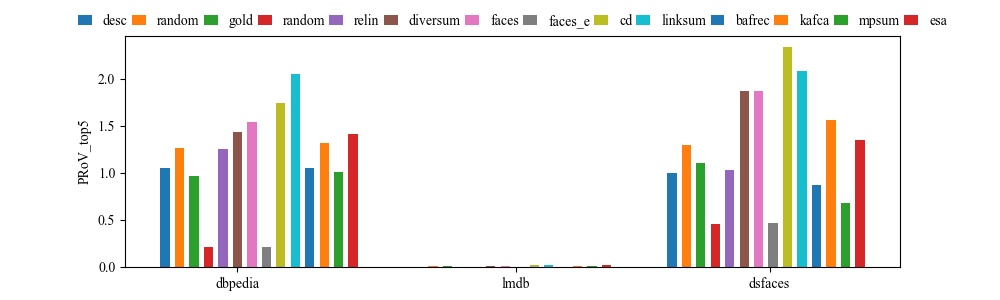 desc random gold random relin diversum faces faces_e cd linksum bafrec kafca mpsum esa
2.0
1.5
1.0
0.5
0.0
PRoV_top5
dbpedia lmdb dsfaces